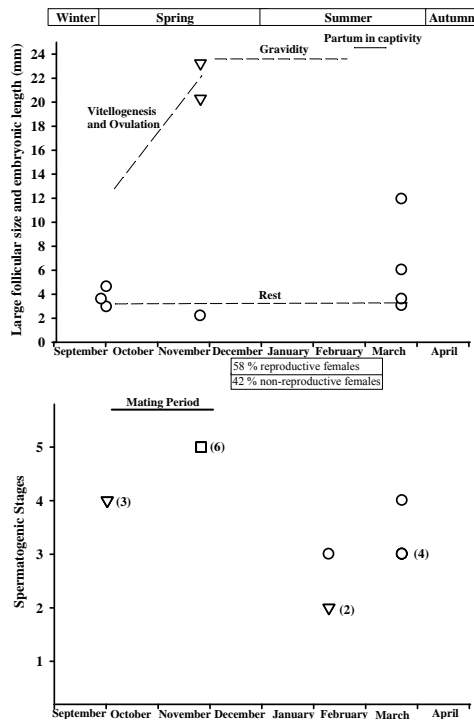 Winter Spring Summer Autumn
Partum in captivity
Gravidity
Vitellogenesis
and Ovulation
Rest
Large follicular size and embryonic length (mm)
24
22
20
18
16
14
12
10
8
6
4
2
0
September October November December January February March April
58 % reproductive females
42 % non-reproductive females
Mating Period
Spermatogenic Stages
5
4
3
2
1
(6)
(3)
(4)
(2)
September October November December January February March April